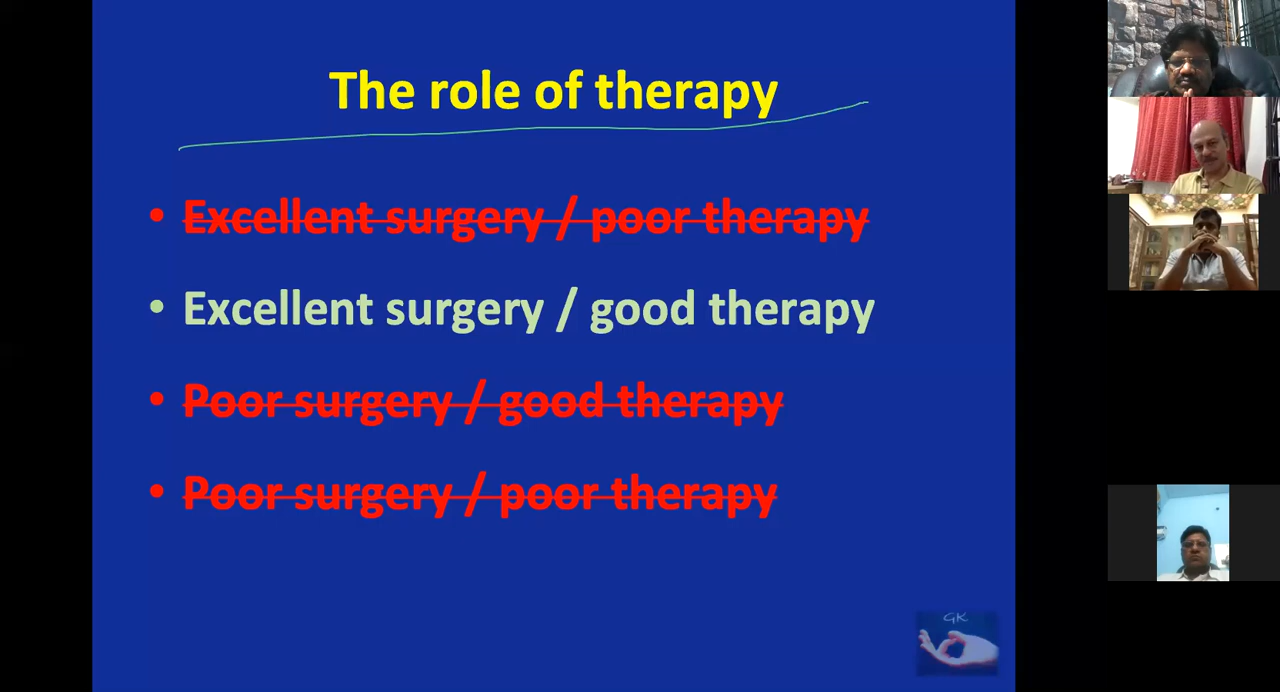 The role of therapy
• Excellent surgery / poor therapy
• Excellent surgery / good therapy
• Poor surgery / good therapy
• Poor surgery / poor therapy
GK